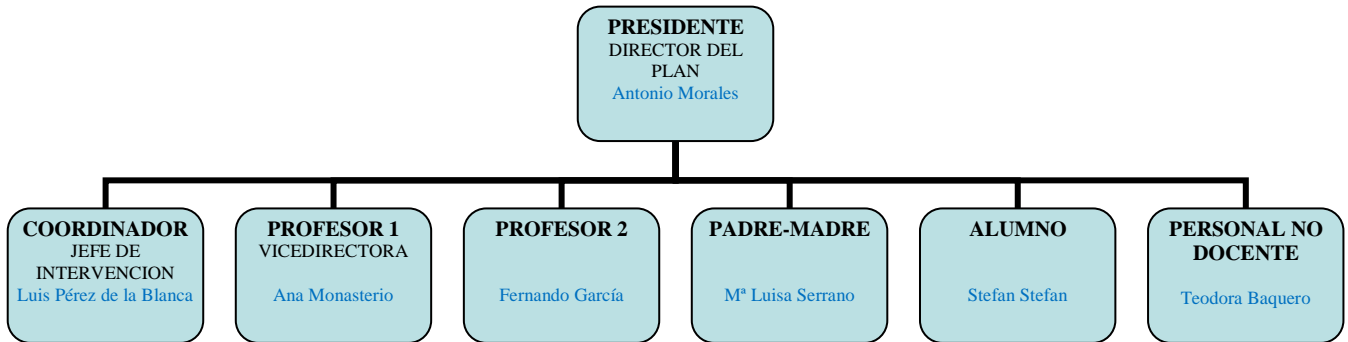 PRESIDENTE
DIRECTOR DEL
PLAN
Antonio Morales
COORDINADOR
JEFE DE
INTERVENCION
Luis Pérez de la Blanca
PROFESOR 1
VICEDIRECTORA
Ana Monasterio
PROFESOR 2
Fernando García
PADRE-MADRE
Mª Luisa Serrano
ALUMNO
Stefan Stefan
PERSONAL NO
DOCENTE
Teodora Baquero